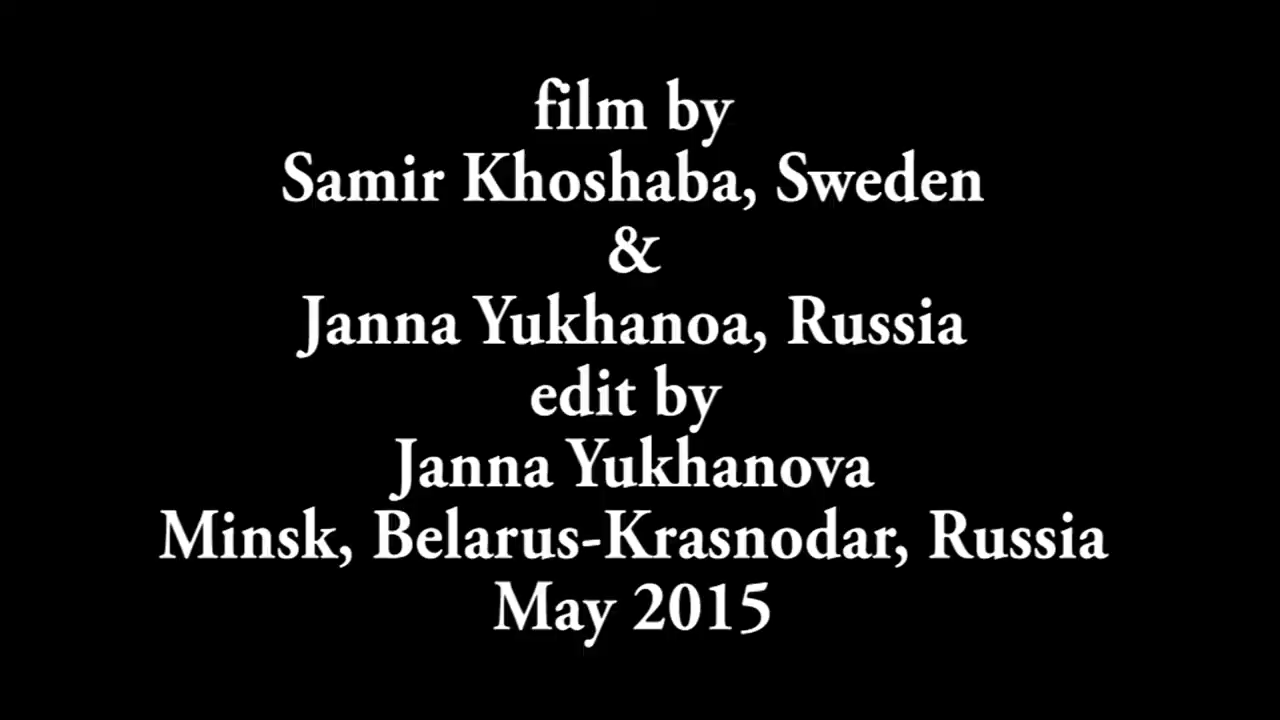 film by
Samir Khoshaba, Sweden
&
Janna Yukhanoa, Russia
edit by
Janna Yukhanova
Minsk, Belarus-Krasnodar, Russia
May 2015